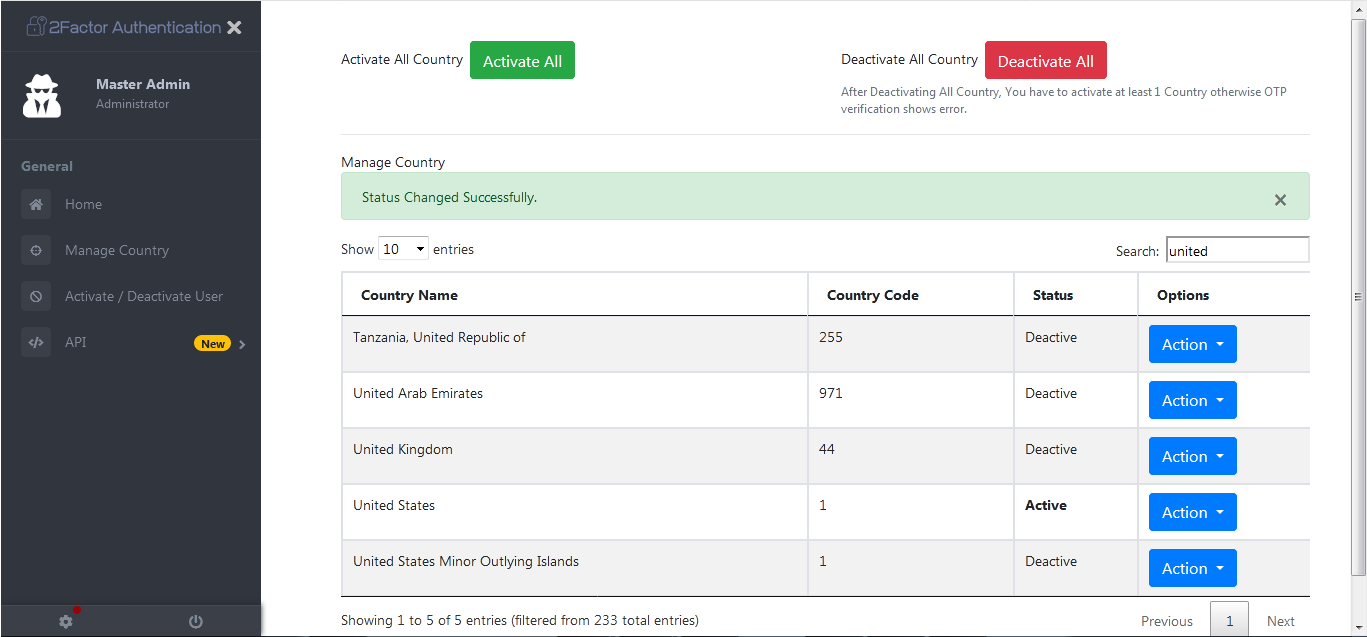 2Factor Authentication
Master Admin
Administrator
General
Home
Manage Country
Activate / Deactivate User
API New
Activate All Country Activate All
Deactivate All Country Deactivate All
After Deactivating All Country, You have to activate at least 1 Country otherwise OTP
verification shows error.
Manage Country
Status Changed Successfully. ×
Show 10 entries
Search: united
Country Name Country Code Status Options
Tanzania, United Republic of 255 Deactive Action
United Arab Emirates 971 Deactive Action
United Kingdom 44 Deactive Action
United States 1 Active Action
United States Minor Outlying Islands 1 Deactive Action
Showing 1 to 5 of 5 entries (filtered from 233 total entries)
Previous 1 Next